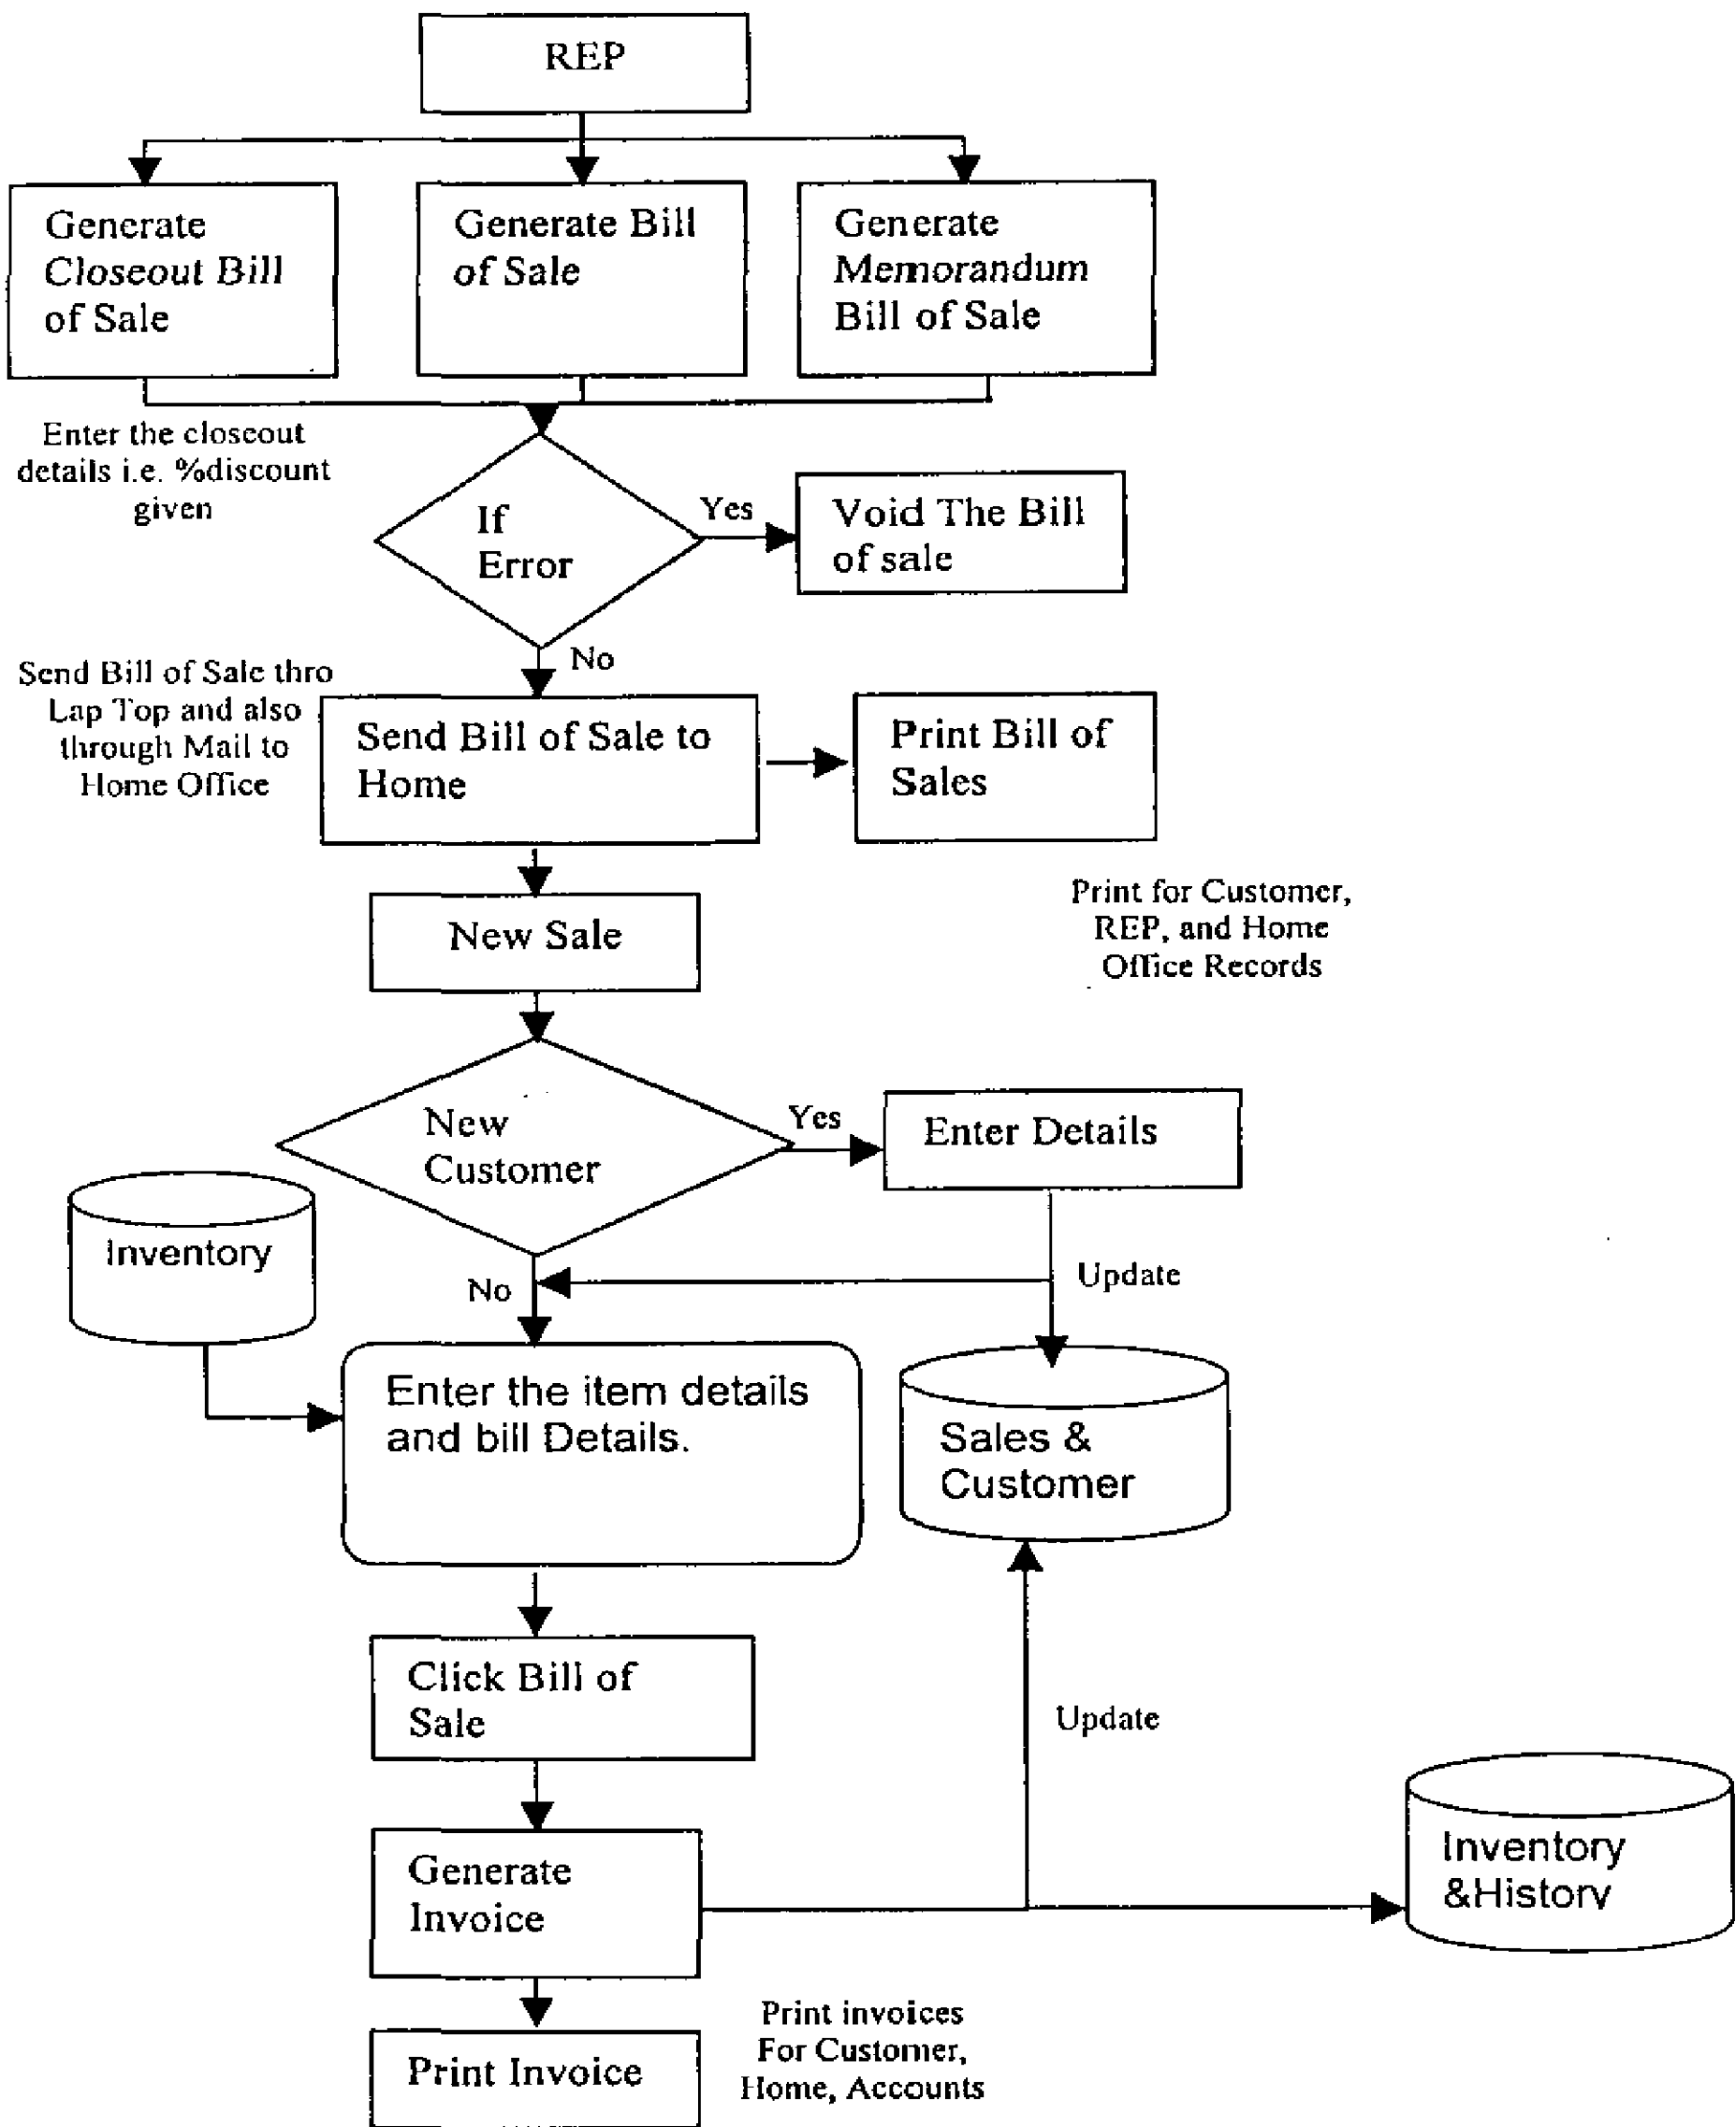 REP
Generate
Closeout Bill
of Sale
Generate Bill
of Sale
Generate
Memorandum
Bill of Sale
Enter the closeout
details i.e. %discount
given
If
Error
Yes
Void The Bill
of sale
No
Send Bill of Sale thro
Lap Top and also
through Mail to
Home Office
Send Bill of Sale to
Home
Print Bill of
Sales
Print for Customer,
REP, and Home
Office Records
New Sale
New
Customer
Yes
Enter Details
Inventory
No
Update
Enter the item details
and bill Details.
Sales &
Customer
Click Bill of
Sale
Update
Generate
Invoice
Inventory
&History
Print Invoice
Print invoices
For Customer,
Home, Accounts